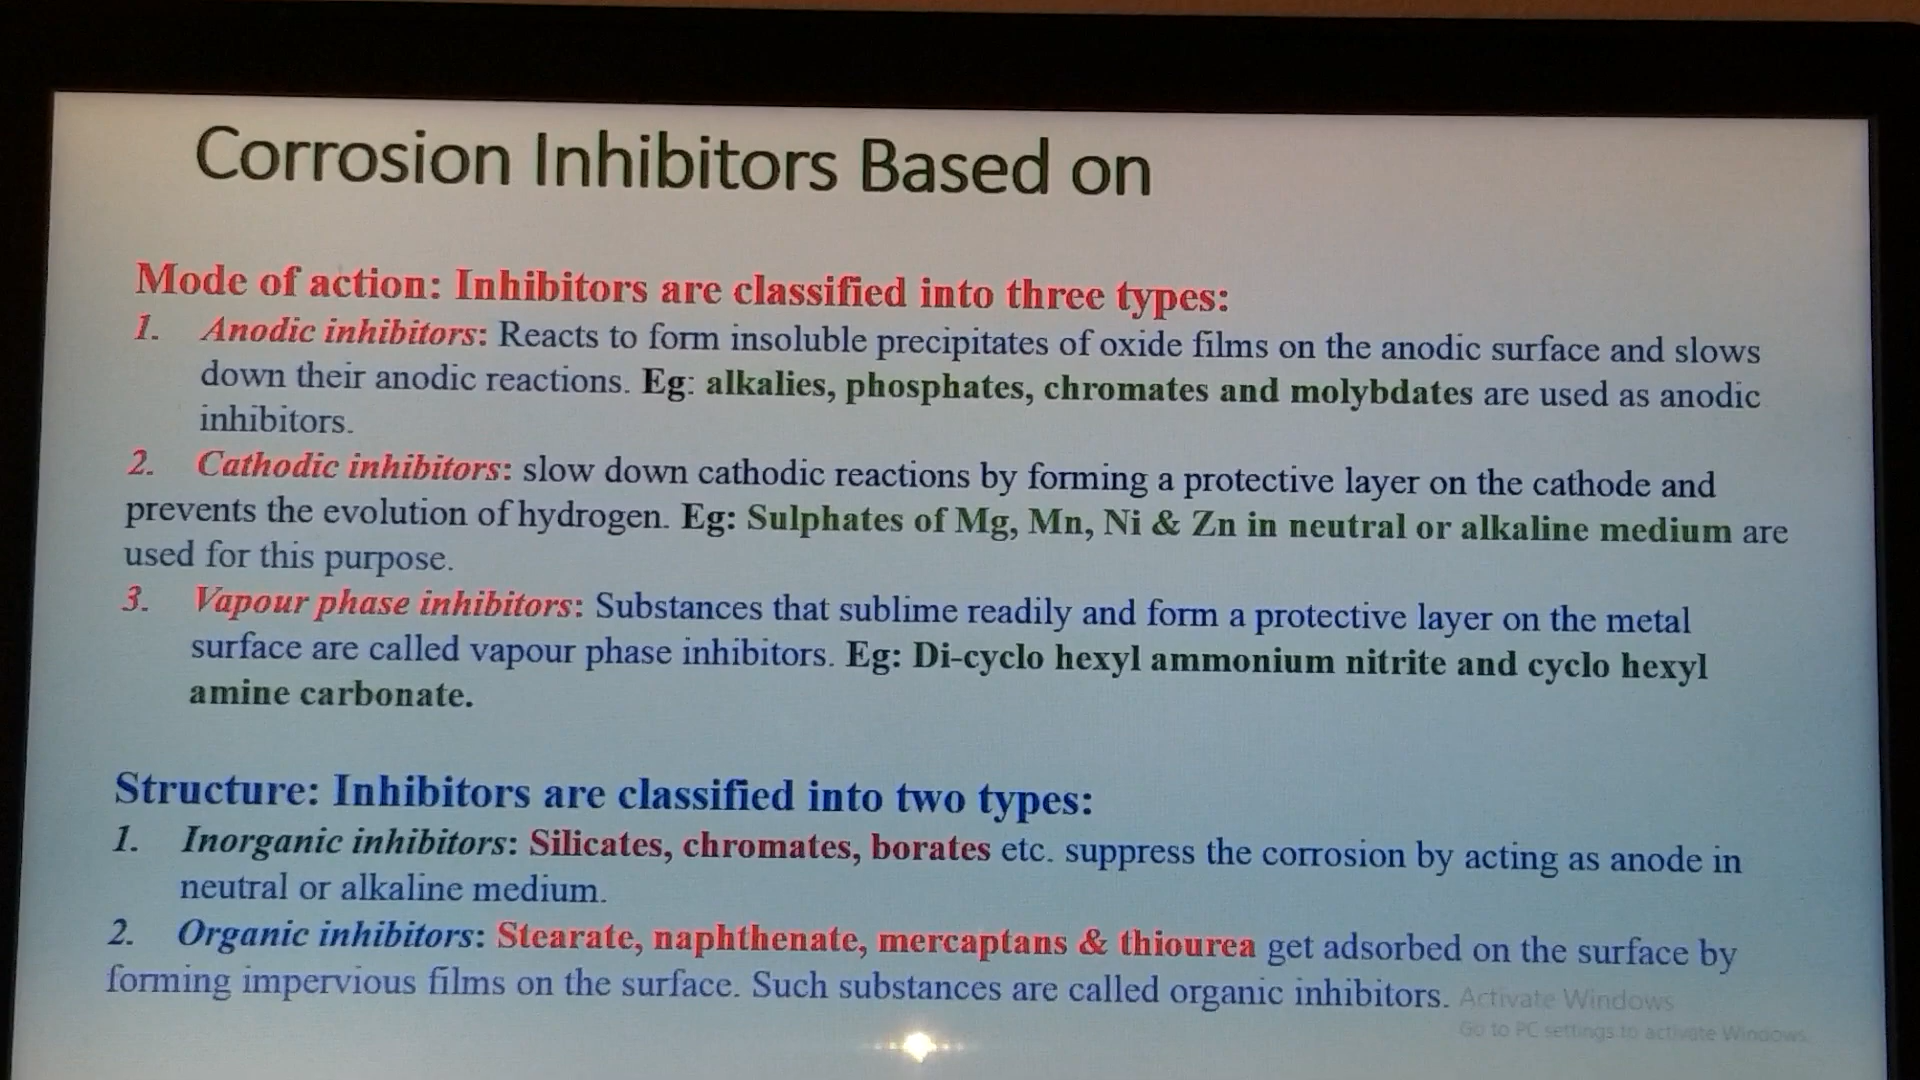 Corrosion Inhibitors Based on
Mode of action: Inhibitors are classified into three types:
1. Anodic inhibitors: Reacts to form insoluble precipitates of oxide films on the anodic surface and slows
down their anodic reactions. Eg: alkalies, phosphates, chromates and molybdates are used as anodic
inhibitors.
2. Cathodic inhibitors: slow down cathodic reactions by forming a protective layer on the cathode and
prevents the evolution of hydrogen. Eg: Sulphates of Mg, Mn, Ni & Zn in neutral or alkaline medium are
used for this purpose.
3. Vapour phase inhibitors: Substances that sublime readily and form a protective layer on the metal
surface are called vapour phase inhibitors. Eg: Di-cyclo hexyl ammonium nitrite and cyclo hexyl
amine carbonate.
Structure: Inhibitors are classified into two types:
1. Inorganic inhibitors: Silicates, chromates, borates etc. suppress the corrosion by acting as anode in
neutral or alkaline medium.
2. Organic inhibitors: Stearate, naphthenate, mercaptans & thiourea get adsorbed on the surface by
forming impervious films on the surface. Such substances are called organic inhibitors.
Activate Windows
Go to PC settings to activate Windows.